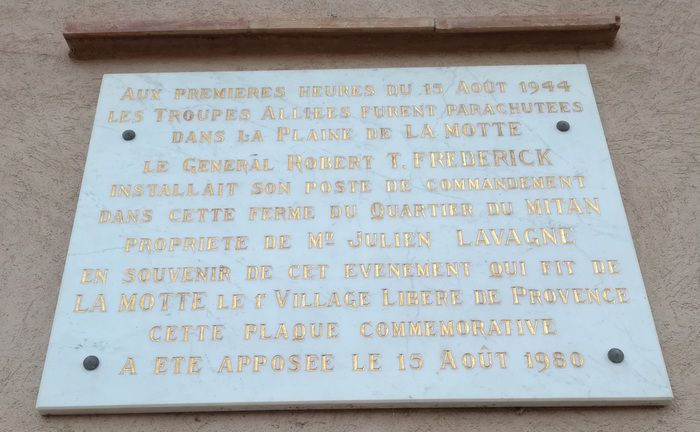 AUX PREMIERES HEURES DU 15 AOÛT 1944
LES TROUPES ALLIEES FURENT PARACHUTEES
DANS LA PLAINE DE LA MOTTE
LE GENERAL ROBERT T. FREDERICK
INSTALLAIT SON POSTE DE COMMANDEMENT
DANS CETTE FERME DU QUARTIER DU MITAN
PROPRIETE DE MR JULIEN LAVAGNE
EN SOUVENIR DE CET EVENEMENT QUI FIT DE
LA MOTTE LE 1r VILLAGE LIBERE DE PROVENCE
CETTE PLAQUE COMMEMORATIVE
A ETE APPOSEE LE 15 AOÛT 1980